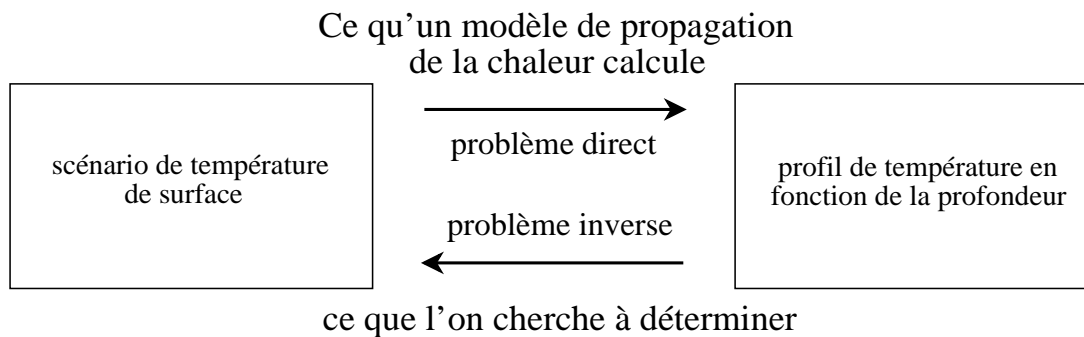 Ce qu’un modèle de propagation
de la chaleur calcule
scénario de température
de surface
problème direct
problème inverse
profil de température en
fonction de la profondeur
ce que l’on cherche à déterminer